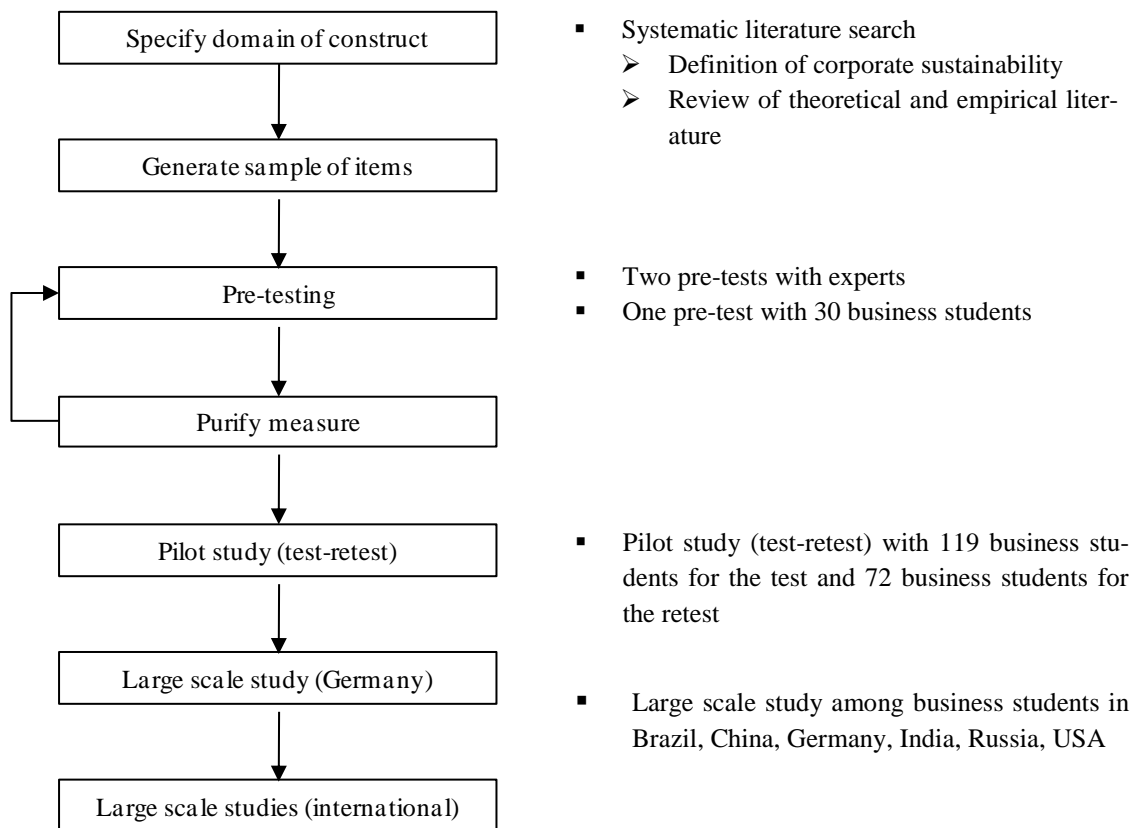 Specify domain of construct
▪ Systematic literature search
➢ Definition of corporate sustainability
➢ Review of theoretical and empirical liter-
ature
Generate sample of items
Pre-testing
▪ Two pre-tests with experts
▪ One pre-test with 30 business students
Purify measure
Pilot study (test-retest)
▪ Pilot study (test-retest) with 119 business stu-
dents for the test and 72 business students for
the retest
Large scale study (Germany)
▪ Large scale study among business students in
Brazil, China, Germany, India, Russia, USA
Large scale studies (international)